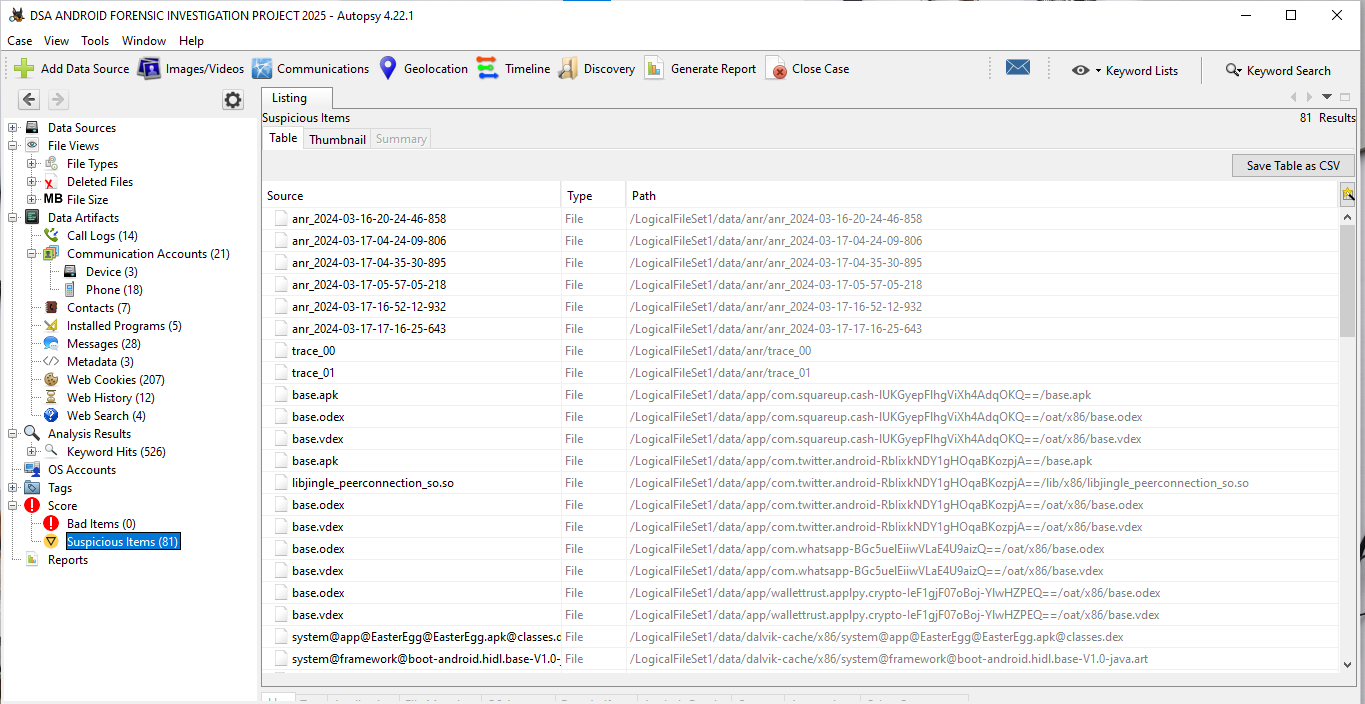 DSA ANDROID FORENSIC INVESTIGATION PROJECT 2025 - Autopsy 4.22.1
Case View Tools Window Help
Add Data Source Images/Videos Communications Geolocation Timeline Discovery Generate Report Close Case Keyword Lists Keyword Search
Listing
Suspicious Items 81 Results
Table Thumbnail Summary
Save Table as CSV
Data Sources
File Views
File Types
Deleted Files
MB File Size
Data Artifacts
Call Logs (14)
Communication Accounts (21)
Device (3)
Phone (18)
Contacts (7)
Installed Programs (5)
Messages (28)
Metadata (3)
Web Cookies (207)
Web History (12)
Web Search (4)
Analysis Results
Keyword Hits (526)
OS Accounts
Tags
Score
Bad Items (0)
Suspicious Items (81)
Reports
Source Type Path
anr_2024-03-16-20-24-46-858 File /LogicalFileSet1/data/anr/anr_2024-03-16-20-24-46-858
anr_2024-03-17-04-24-09-806 File /LogicalFileSet1/data/anr/anr_2024-03-17-04-24-09-806
anr_2024-03-17-04-35-30-895 File /LogicalFileSet1/data/anr/anr_2024-03-17-04-35-30-895
anr_2024-03-17-05-57-05-218 File /LogicalFileSet1/data/anr/anr_2024-03-17-05-57-05-218
anr_2024-03-17-16-52-12-932 File /LogicalFileSet1/data/anr/anr_2024-03-17-16-52-12-932
anr_2024-03-17-17-16-25-643 File /LogicalFileSet1/data/anr/anr_2024-03-17-17-16-25-643
trace_00 File /LogicalFileSet1/data/anr/trace_00
trace_01 File /LogicalFileSet1/data/anr/trace_01
base.apk File /LogicalFileSet1/data/app/com.squareup.cash-IUKGyepFIhgViXh4AdqOKQ==/base.apk
base.odex File /LogicalFileSet1/data/app/com.squareup.cash-IUKGyepFIhgViXh4AdqOKQ==/oat/x86/base.odex
base.vdex File /LogicalFileSet1/data/app/com.squareup.cash-IUKGyepFIhgViXh4AdqOKQ==/oat/x86/base.vdex
base.apk File /LogicalFileSet1/data/app/com.twitter.android-RblixkNDY1gHOqaBKozpjA==/base.apk
libjingle_peerconnection_so.so File /LogicalFileSet1/data/app/com.twitter.android-RblixkNDY1gHOqaBKozpjA==/lib/x86/libjingle_peerconnection_so.so
base.odex File /LogicalFileSet1/data/app/com.twitter.android-RblixkNDY1gHOqaBKozpjA==/oat/x86/base.odex
base.vdex File /LogicalFileSet1/data/app/com.twitter.android-RblixkNDY1gHOqaBKozpjA==/oat/x86/base.vdex
base.odex File /LogicalFileSet1/data/app/com.whatsapp-BGc5uelEiiwVLaE4U9aizQ==/oat/x86/base.odex
base.vdex File /LogicalFileSet1/data/app/com.whatsapp-BGc5uelEiiwVLaE4U9aizQ==/oat/x86/base.vdex
base.odex File /LogicalFileSet1/data/app/wallettrust.applpy.crypto-IeF1gjF07oBoj-YlwHZPEQ==/oat/x86/base.odex
base.vdex File /LogicalFileSet1/data/app/wallettrust.applpy.crypto-IeF1gjF07oBoj-YlwHZPEQ==/oat/x86/base.vdex
system@app@EasterEgg@EasterEgg.apk@classes.d File /LogicalFileSet1/data/dalvik-cache/x86/system@app@EasterEgg@EasterEgg.apk@classes.dex
system@framework@boot-android.hidl.base-V1.0- File /LogicalFileSet1/data/dalvik-cache/x86/system@framework@boot-android.hidl.base-V1.0-java.art